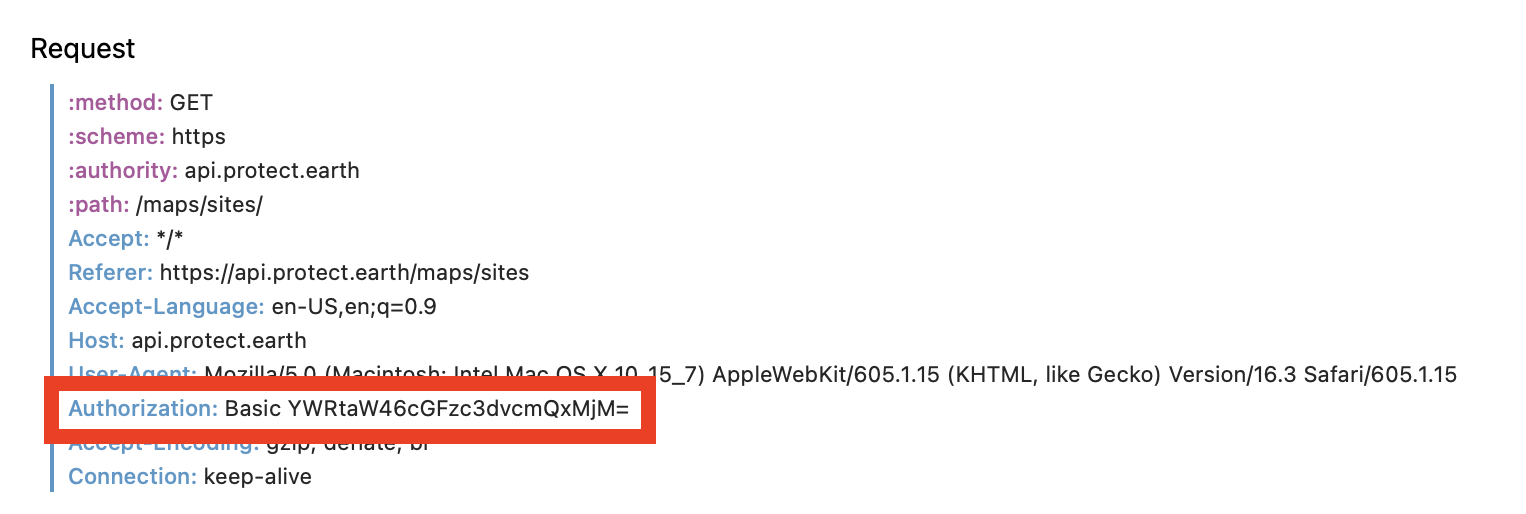 Request
:method: GET
:scheme: https
:authority: api.protect.earth
:path: /maps/sites/
Accept: */*
Referer: https://api.protect.earth/maps/sites
Accept-Language: en-US,en;q=0.9
Host: api.protect.earth
User-Agent: Mozilla/5.0 (Macintosh; Intel Mac OS X 10_15_7) AppleWebKit/605.1.15 (KHTML, like Gecko) Version/16.3 Safari/605.1.15
Authorization: Basic YWRtaW46cGFzc3dvcmQxMjM=
Accept-Encoding: gzip, deflate, br
Connection: keep-alive